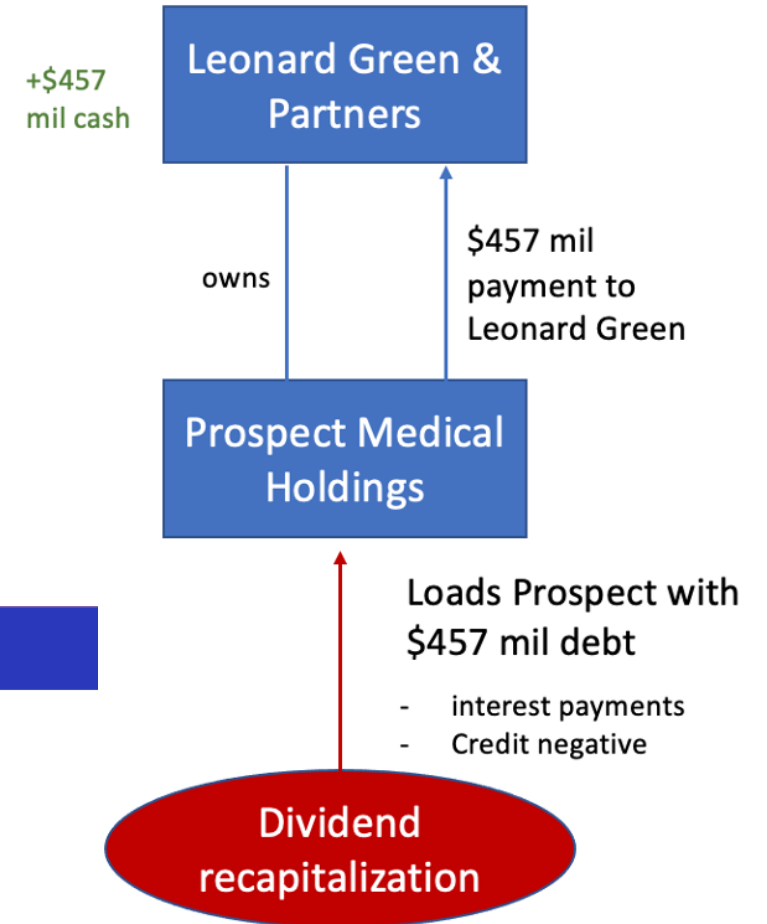 Leonard Green &
Partners
+$457
mil cash
owns
$457 mil
payment to
Leonard Green
Prospect Medical
Holdings
Loads Prospect with
$457 mil debt
- interest payments
- Credit negative
Dividend
recapitalization